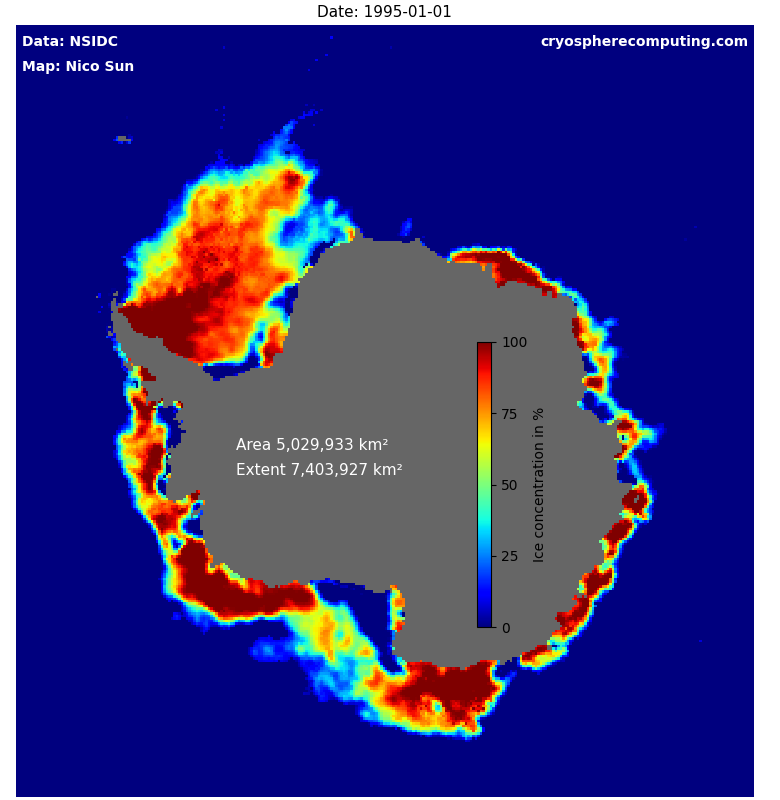 Date: 1995-01-01
Data: NSIDC
cryospherecomputing.com
Map: Nico Sun
100
75
50
25
0
Ice concentration in %
Area 5,029,933 km²
Extent 7,403,927 km²